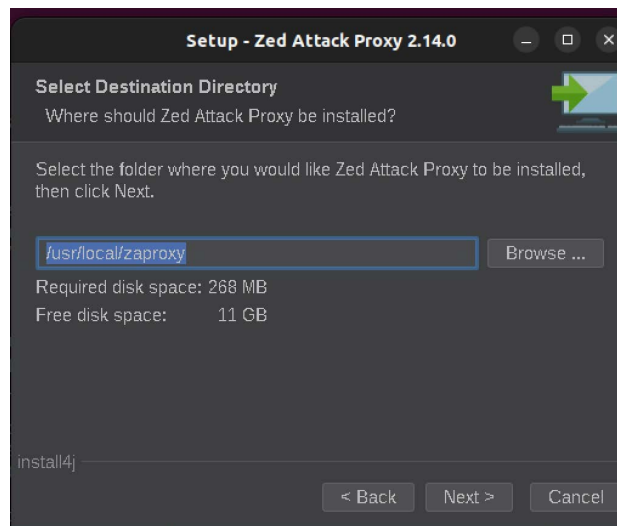 Setup - Zed Attack Proxy 2.14.0
Select Destination Directory
Where should Zed Attack Proxy be installed?
Select the folder where you would like Zed Attack Proxy to be installed,
then click Next.
/usr/local/zaproxy
Browse ...
Required disk space: 268 MB
Free disk space: 11 GB
install4j
< Back
Next >
Cancel